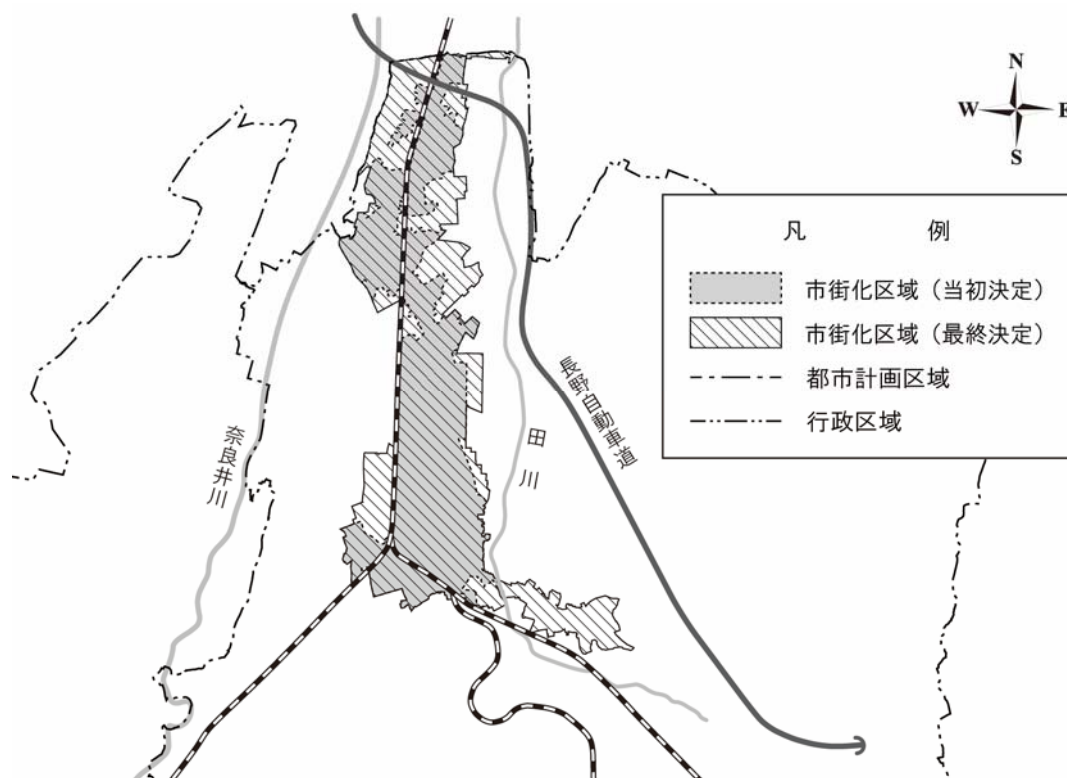 N
W E
S
凡 例
市街化区域（当初決定）
市街化区域（最終決定）
都市計画区域
行政区域
長野自動車道
田川
奈良井川